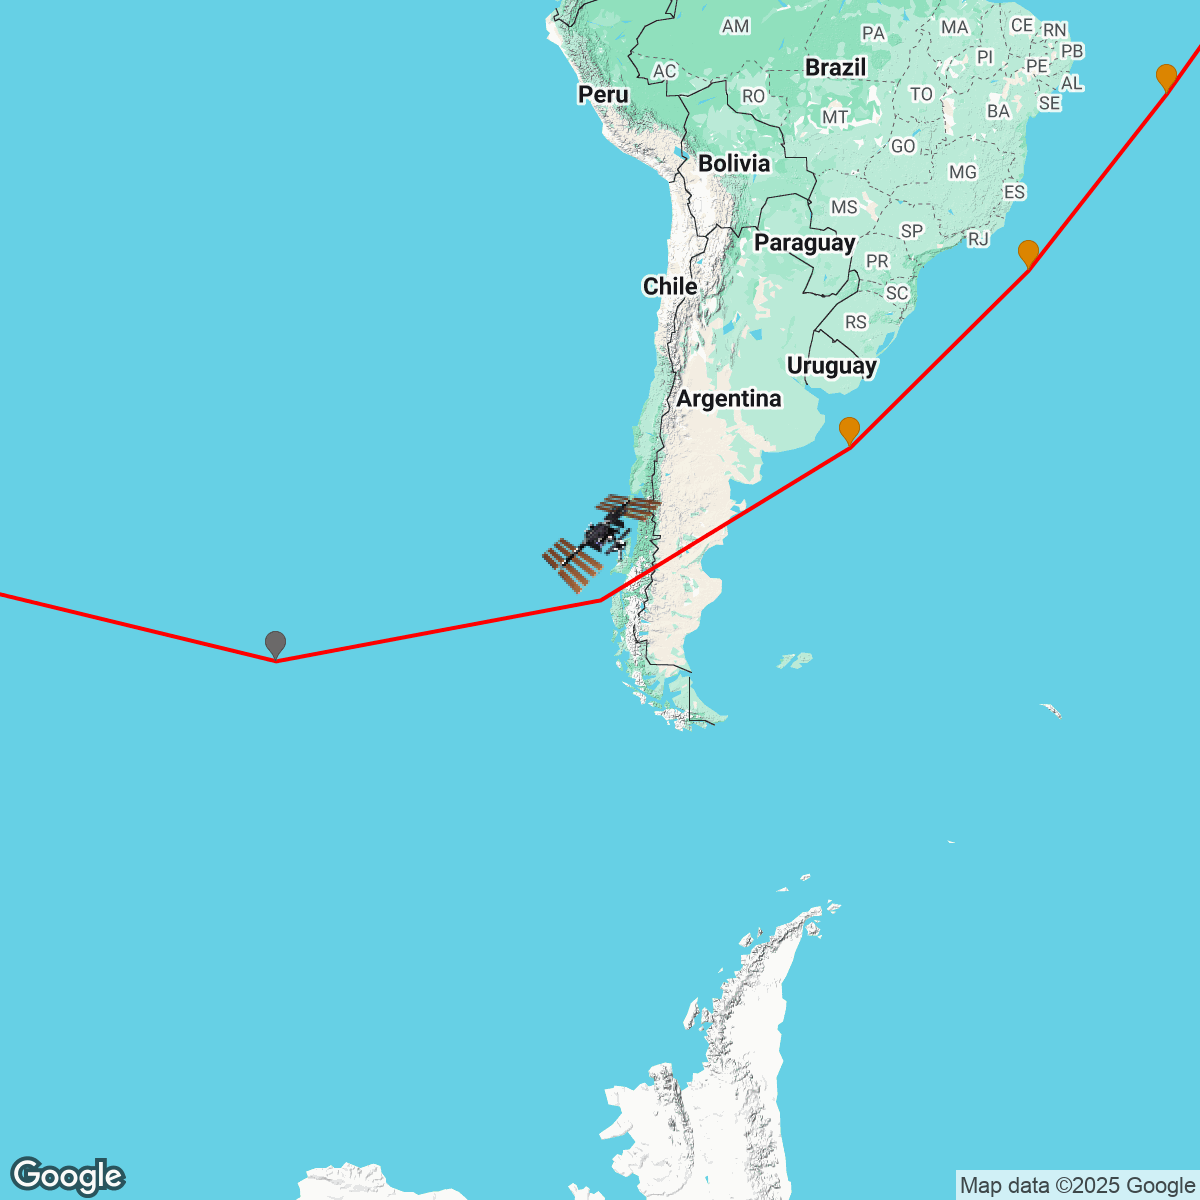 AM
PA
MA
CE
RN
PI
PB
PE
AC
Brazil
AL
Peru
RO
TO
SE
MT
BA
GO
Bolivia
MG
MS
ES
SP
RJ
Paraguay
PR
Chile
SC
RS
Uruguay
Argentina
Google
Map data ©2025 Google